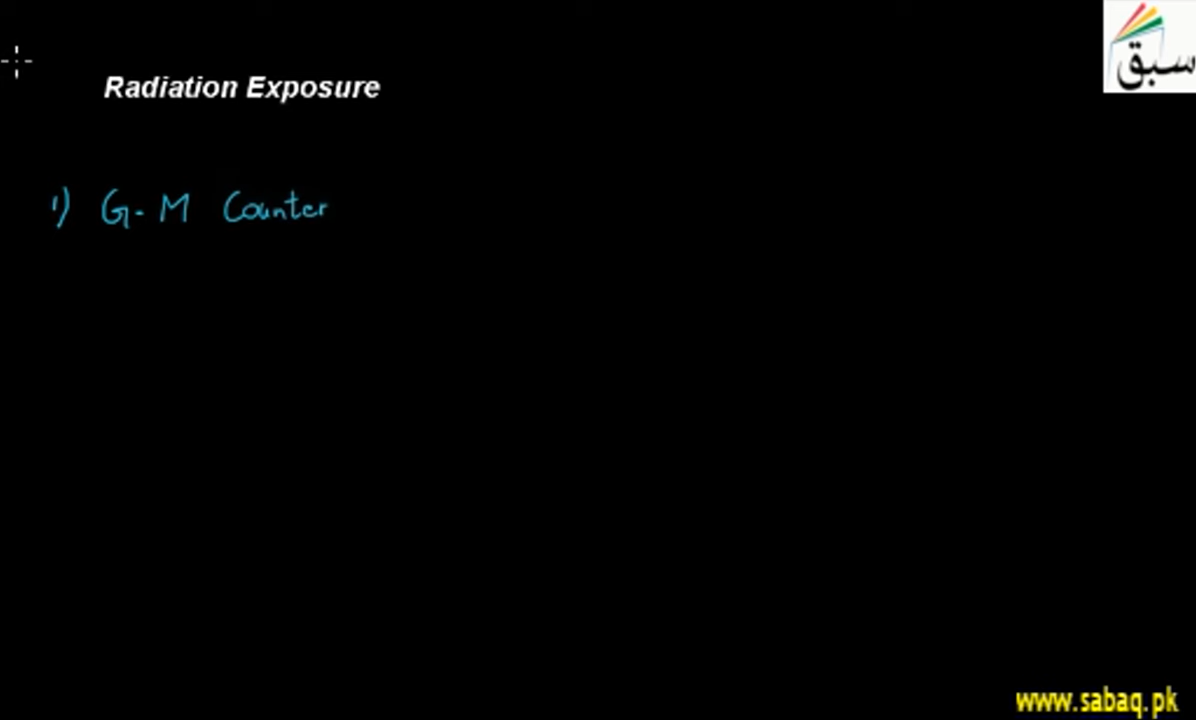 سبق
Radiation Exposure
1) G-M Counter
www.sabaq.pk